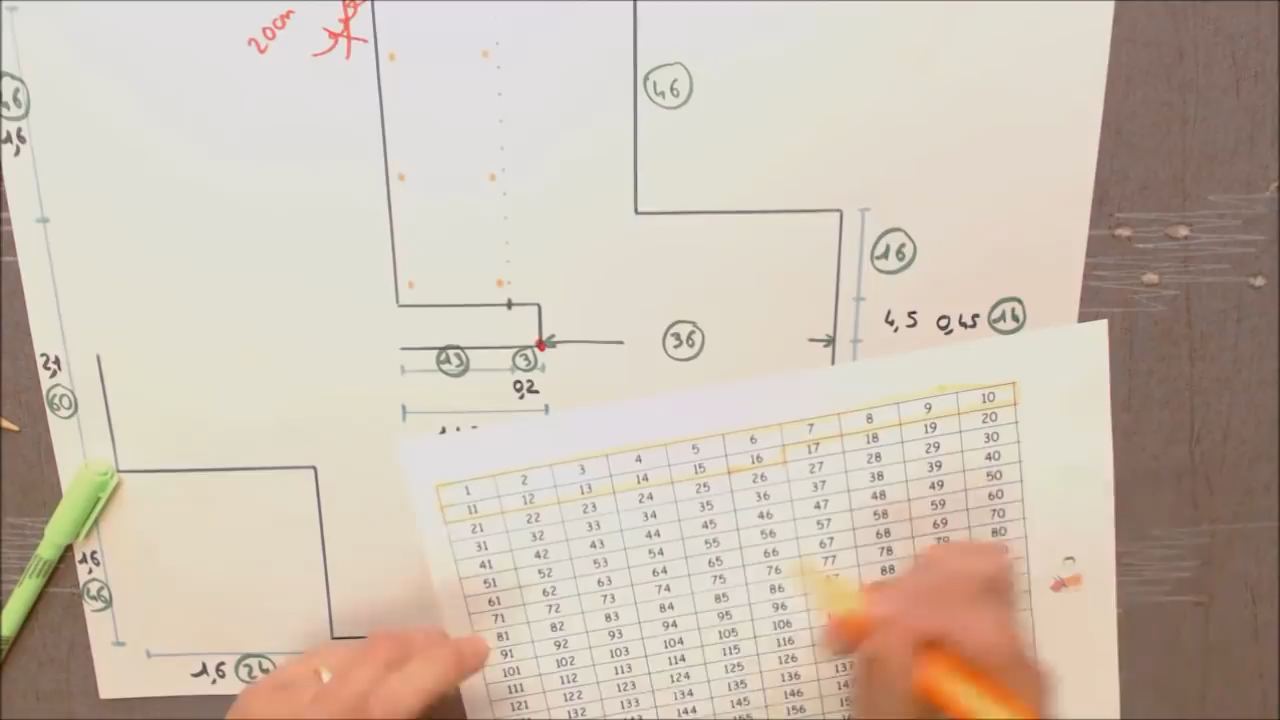 20cm
46
1,6
46
16
4,5 0,45 14
36
13 3
0,2
2,1
60
1,6
46
1,6 24
1 2 3 4 5 6 7 8 9 10
11 12 13 14 15 16 17 18 19 20
21 22 23 24 25 26 27 28 29 30
31 32 33 34 35 36 37 38 39 40
41 42 43 44 45 46 47 48 49 50
51 52 53 54 55 56 57 58 59 60
61 62 63 64 65 66 67 68 69 70
71 72 73 74 75 76 77 78 79 80
81 82 83 84 85 86 88
91 92 93 94 95 96
101 102 103 104 105 106
111 112 113 114 115 116
121 122 123 124 125 126
132 133 134 135 136 137
144 145 146
155 156